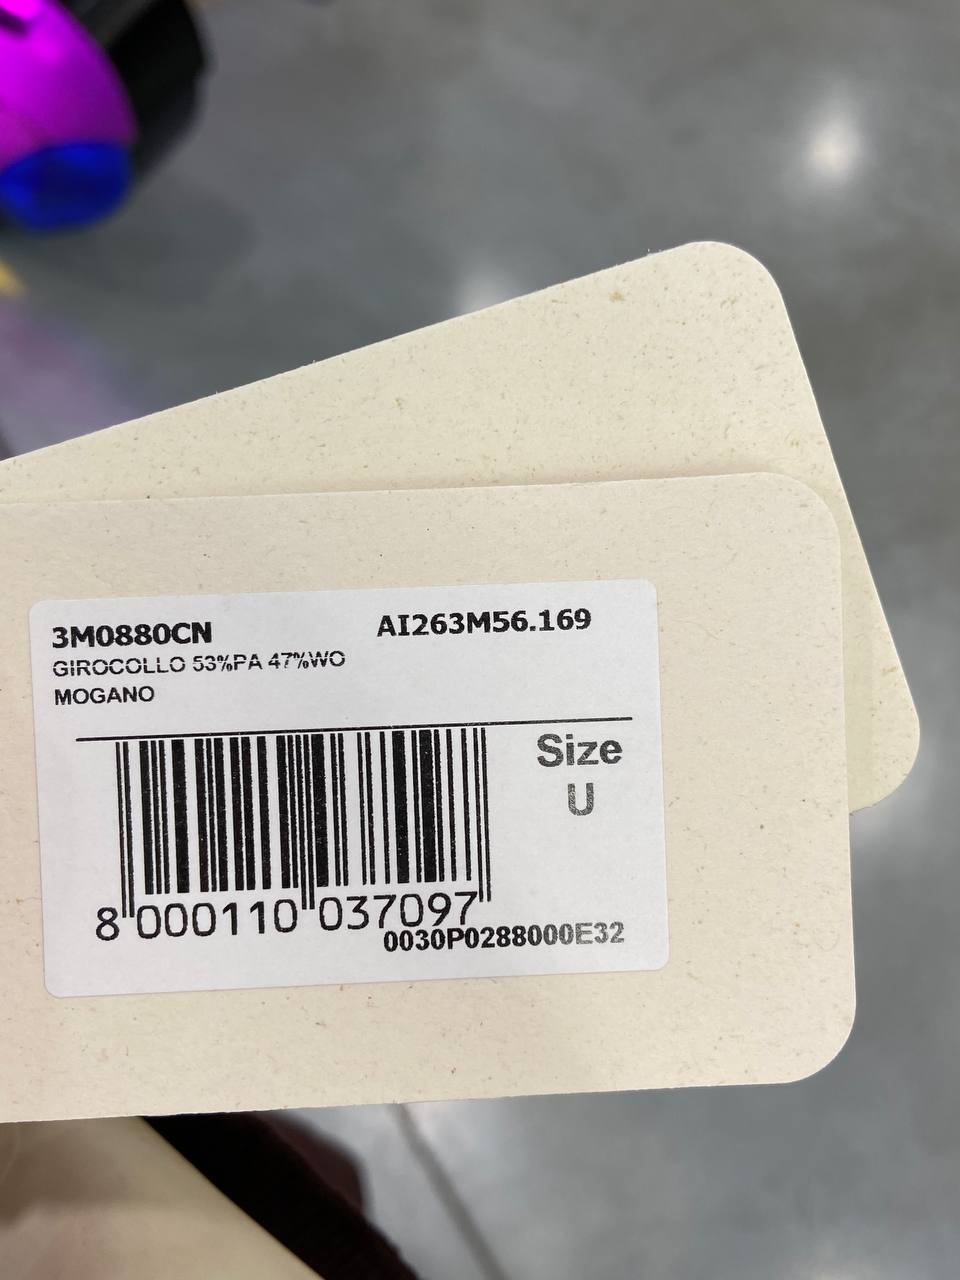 3M0880CN AI263M56.169
GIROCOLLO 53%PA 47%WO
MOGANO
Size
U
8 000110 037097
0030P0288000E32